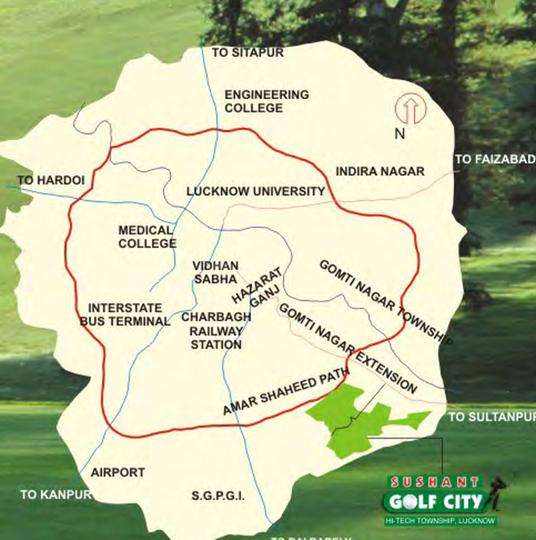 TO SITAPUR
ENGINEERING
COLLEGE
N
TO FAIZABAD
INDIRA NAGAR
TO HARDOI
LUCKNOW UNIVERSITY
MEDICAL
COLLEGE
VIDHAN
SABHA
HAZARAT
GANJ
GOMTI NAGAR TOWNSHIP
INTERSTATE
BUS TERMINAL
CHARBAGH
RAILWAY
STATION
GOMTI NAGAR EXTENSION
AMAR SHAHEED PATH
TO SULTANPUR
AIRPORT
TO KANPUR
S.G.P.G.I.
SUSHANT
GOLF CITY
HI-TECH TOWNSHIP, LUCKNOW